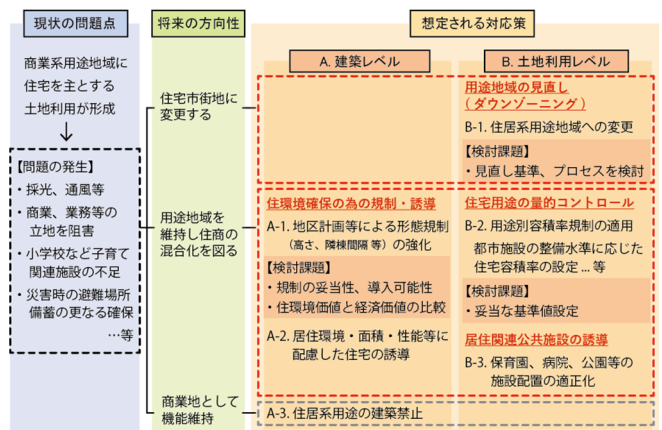 現状の問題点
商業系用途地域に
住宅を主とする
土地利用が形成
【問題の発生】
・採光、通風等
・商業、業務等の
立地を阻害
・小学校など子育て
関連施設の不足
・災害時の避難場所
備蓄の更なる確保
…等
将来の方向性
住宅市街地に
変更する
用途地域を
維持し住商の
混合化を図る
商業地として
機能維持
想定される対応策
A. 建築レベル
住環境確保の為の規制・誘導
A-1. 地区計画等による形態規制
（高さ、隣棟間隔 等）の強化
【検討課題】
・規制の妥当性、導入可能性
・住環境価値と経済価値の比較
A-2. 居住環境・面積・性能等に
配慮した住宅の誘導
A-3. 住居系用途の建築禁止
B. 土地利用レベル
用途地域の見直し
（ダウンゾーニング）
B-1. 住居系用途地域への変更
【検討課題】
・見直し基準、プロセスを検討
住宅用途の量的コントロール
B-2. 用途別容積率規制の適用
都市施設の整備水準に応じた
住宅容積率の設定 ... 等
【検討課題】
・妥当な基準値設定
居住関連公共施設の誘導
B-3. 保育園、病院、公園等の
施設配置の適正化